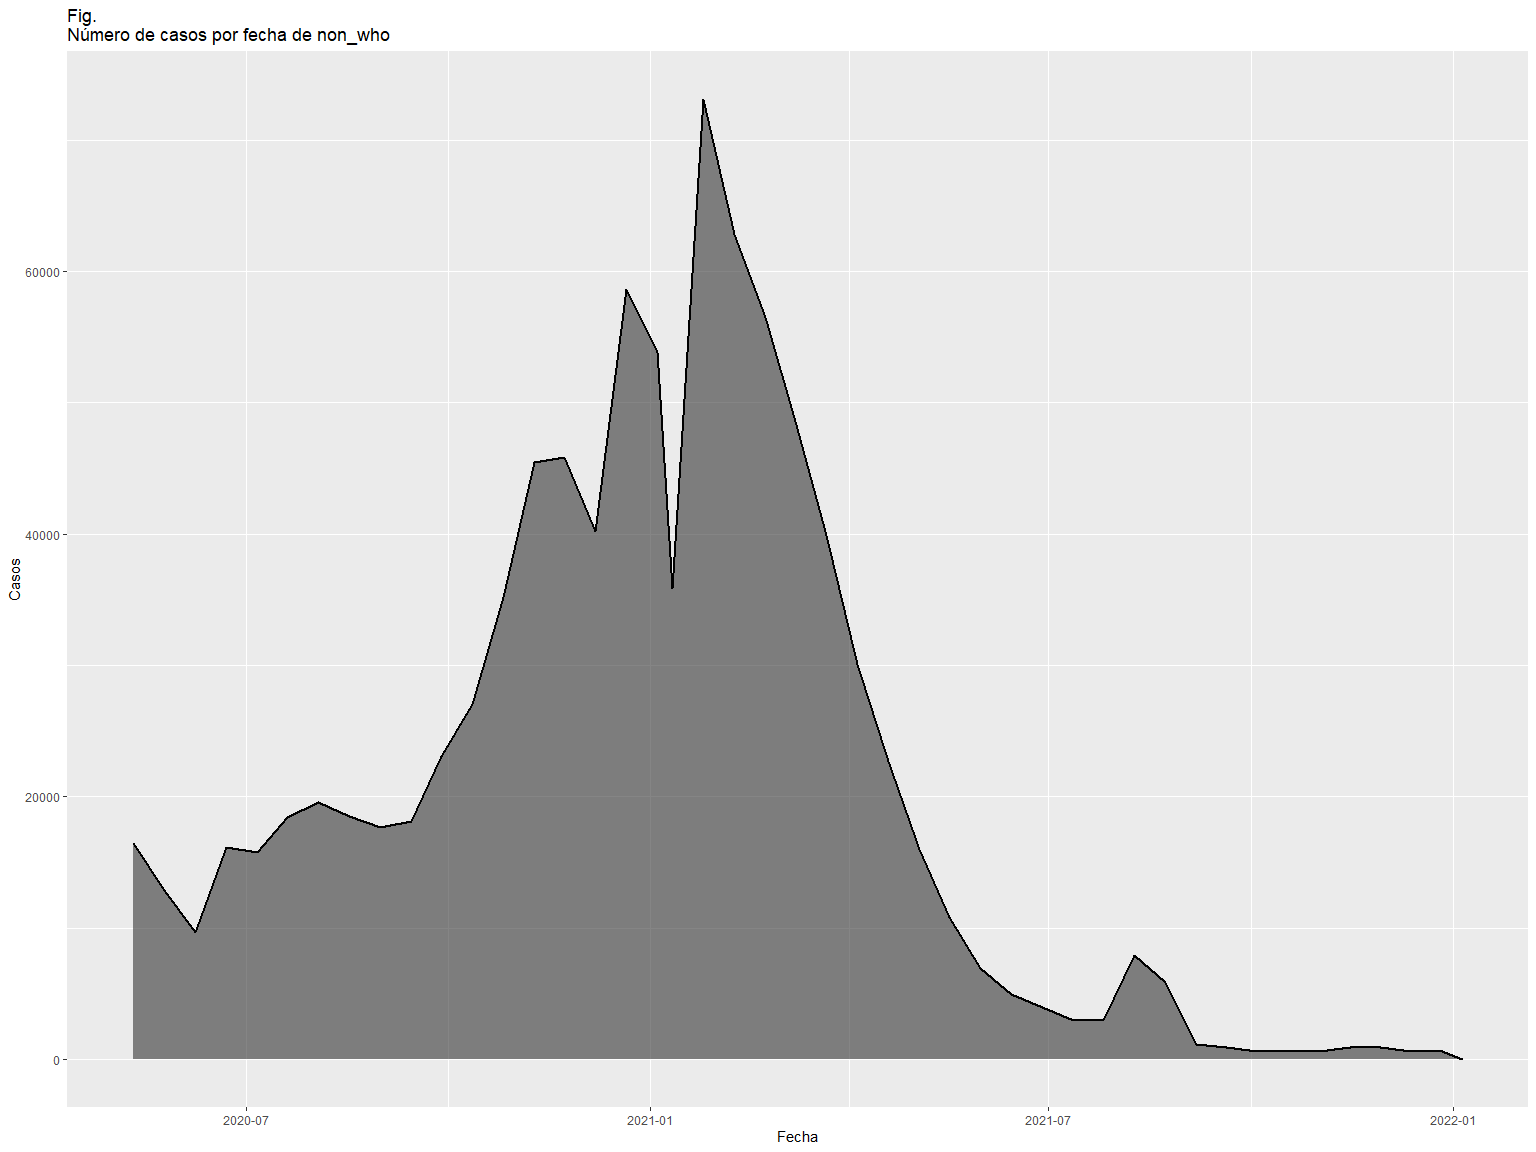 Fig.
Número de casos por fecha de non_who
60000
40000
20000
0
Casos
2020-07
2021-01
2021-07
2022-01
Fecha